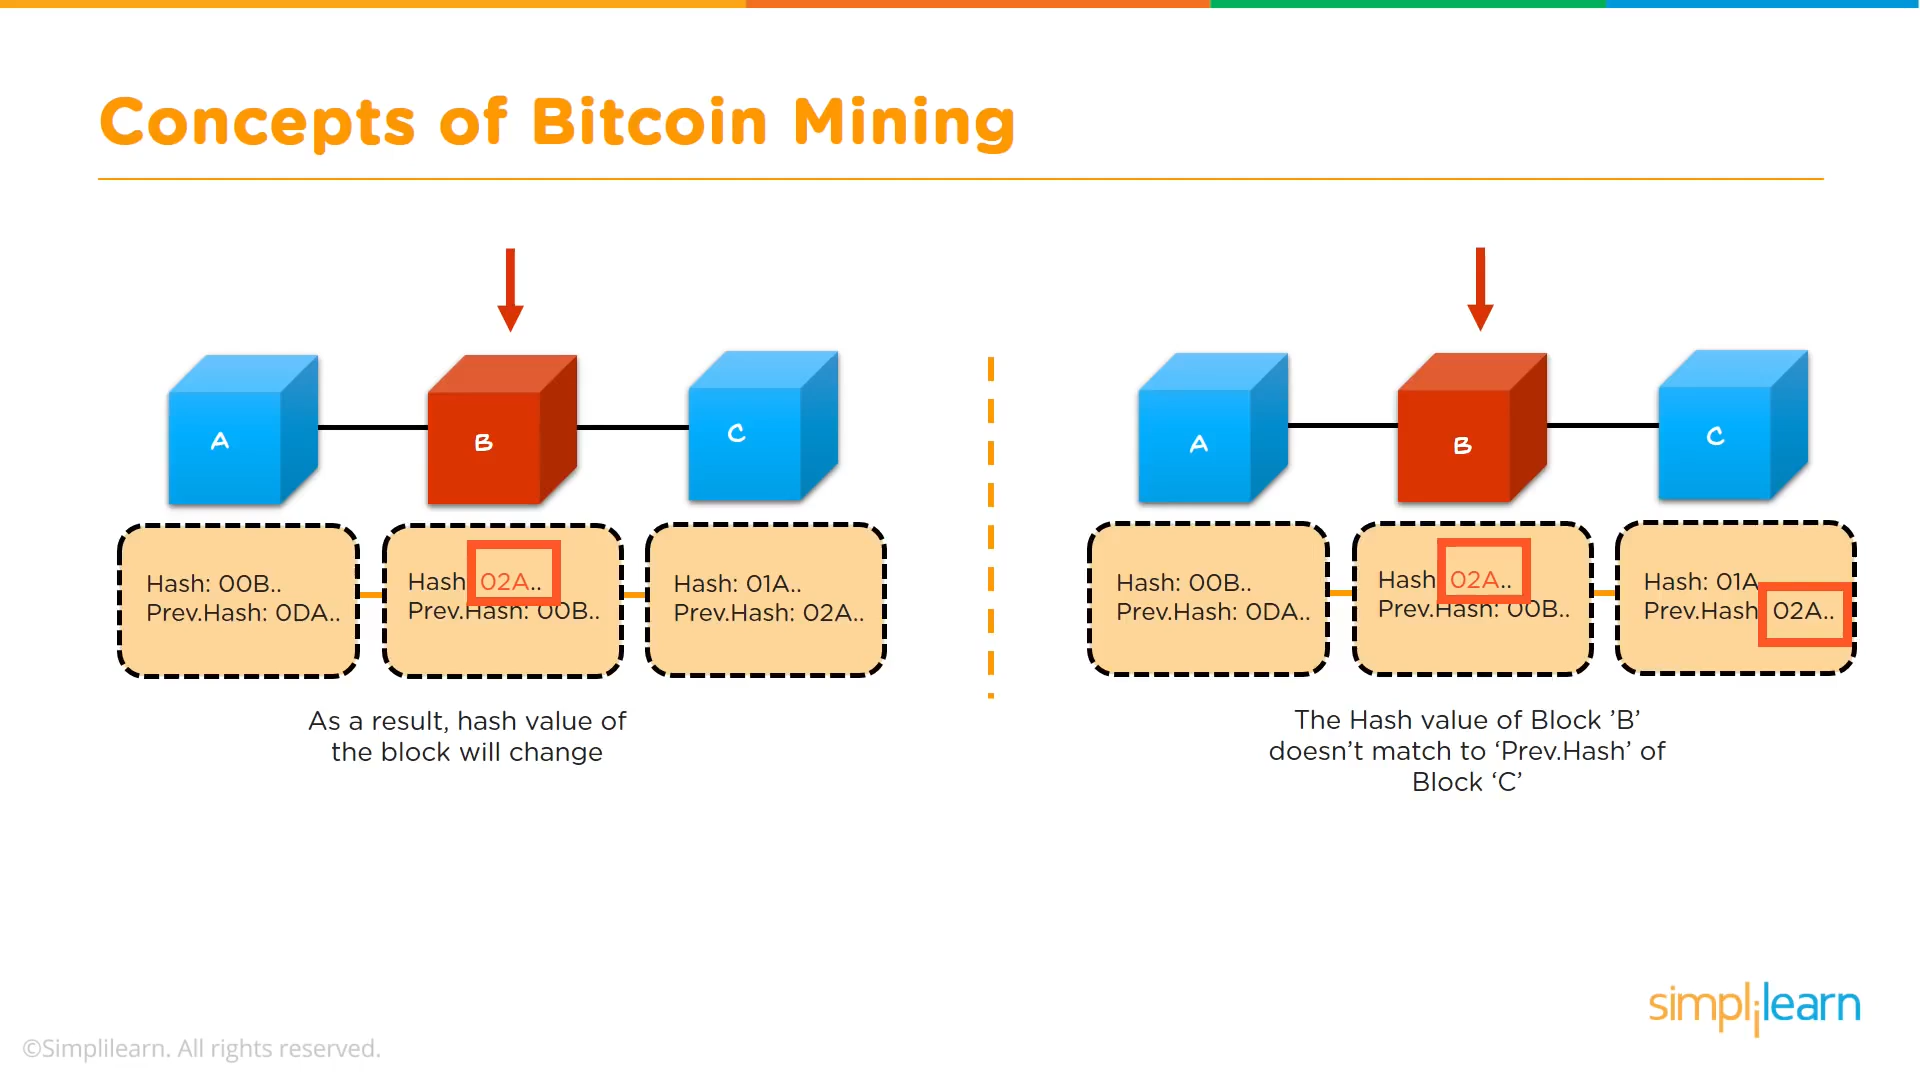 Concepts of Bitcoin Mining
A
B
C
Hash: 00B..
Prev.Hash: 0DA..
Hash 02A..
Prev.Hash: 00B..
Hash: 01A..
Prev.Hash: 02A..
As a result, hash value of
the block will change
A
B
C
Hash: 00B..
Prev.Hash: 0DA..
Hash 02A..
Prev.Hash: 00B..
Hash: 01A
Prev.Hash 02A..
The Hash value of Block ’B’
doesn’t match to ‘Prev.Hash’ of
Block ‘C’
simplilearn
©Simplilearn. All rights reserved.